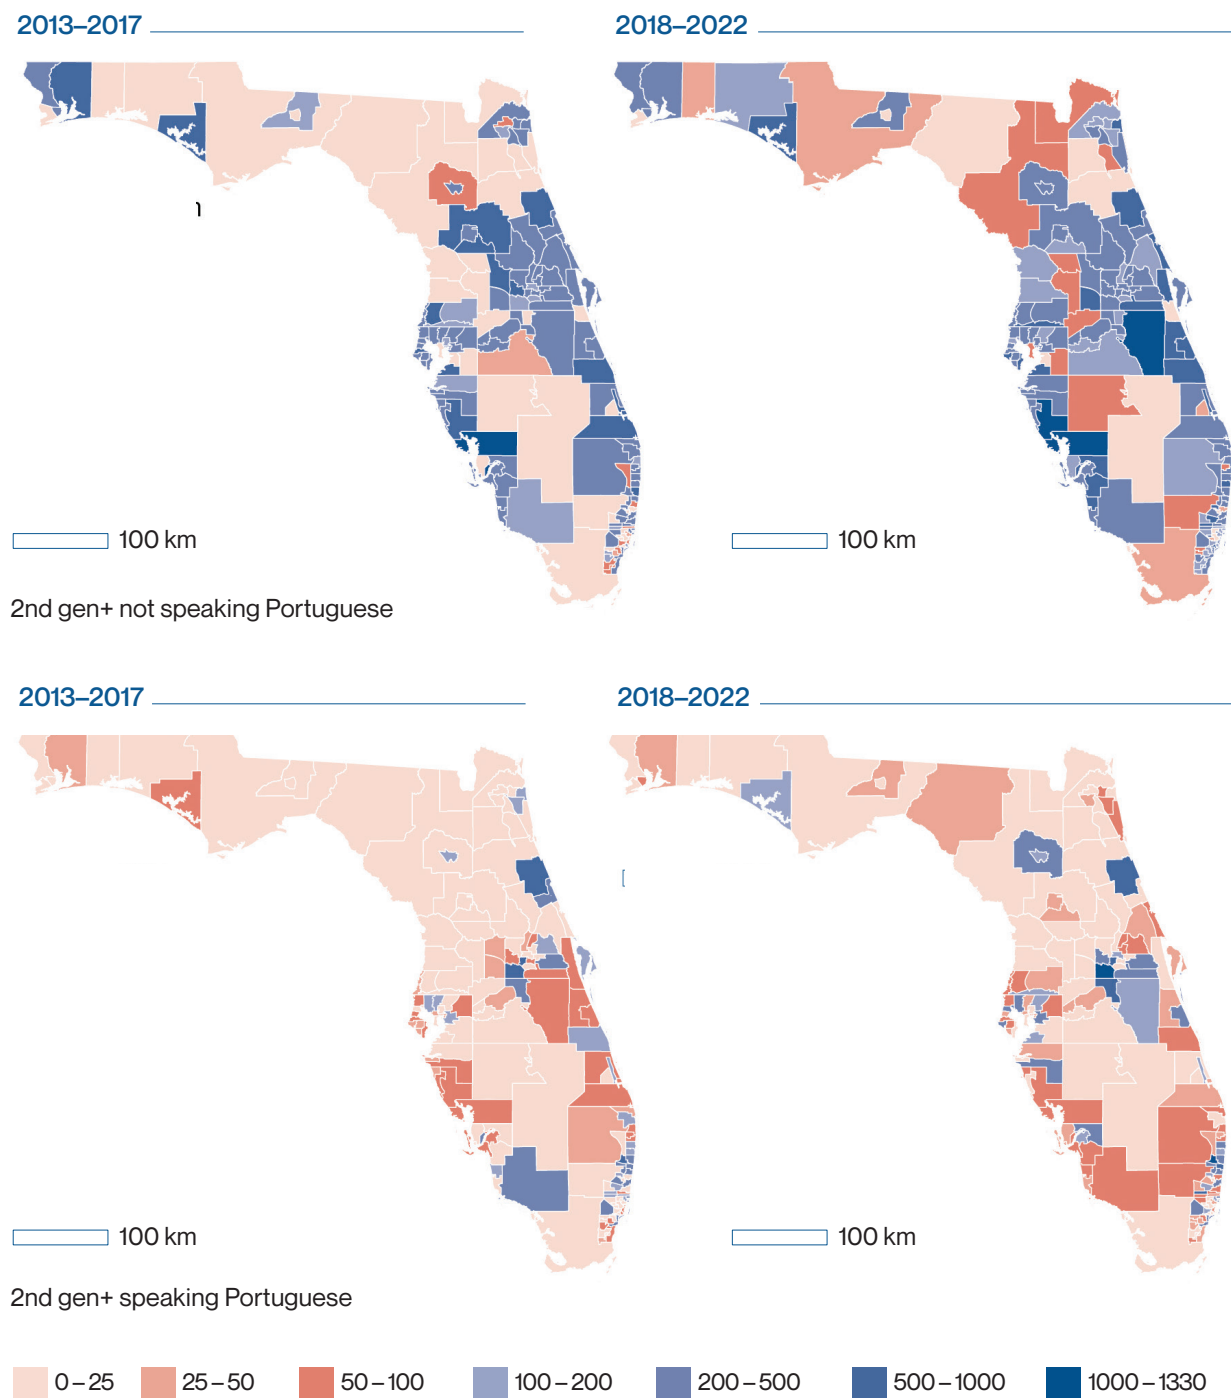 2013–2017
2018–2022
100 km
100 km
2nd gen+ not speaking Portuguese
2013–2017
2018–2022
100 km
100 km
2nd gen+ speaking Portuguese
0–25
25–50
50–100
100–200
200–500
500–1000
1000–1330